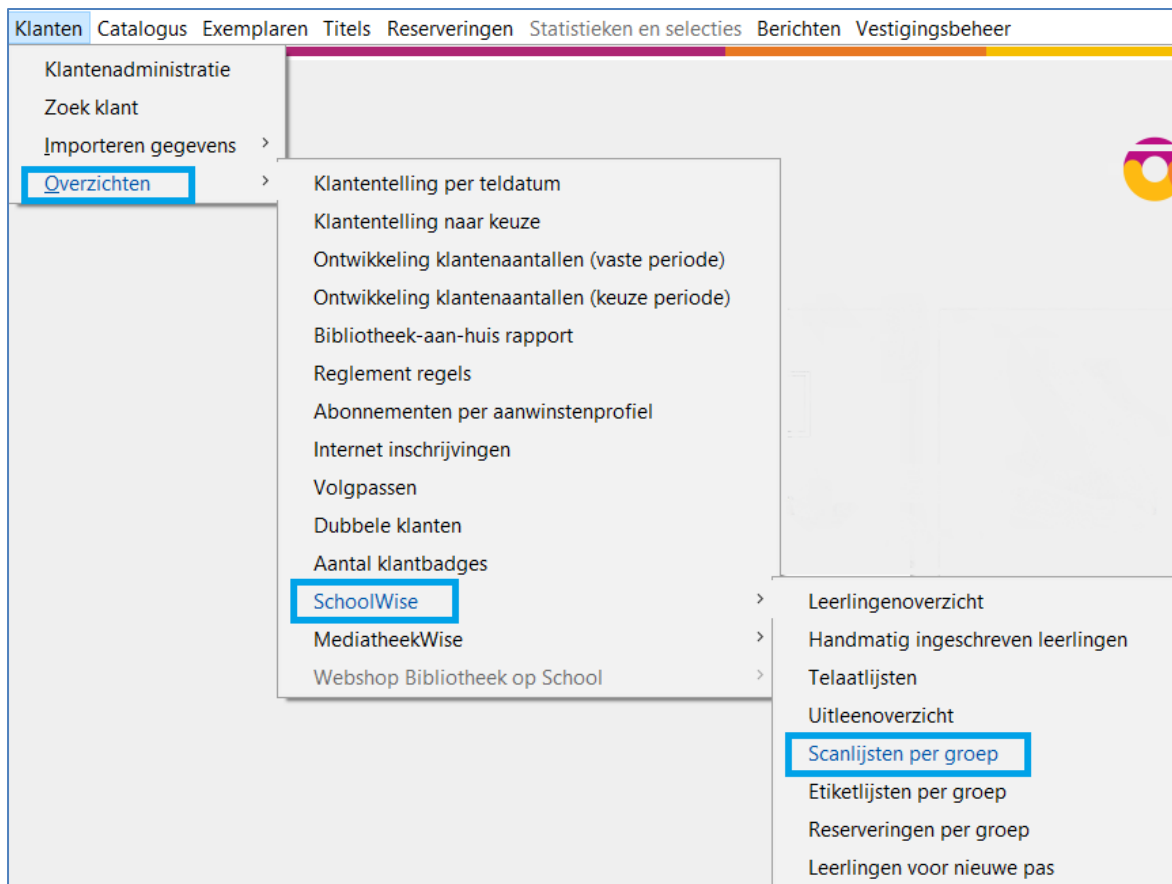 Klanten Catalogus Exemplaren Titels Reserveringen Statistieken en selecties Berichten Vestigingsbeheer
Klantenadministratie
Zoek klant
Importeren gegevens
Overzichten
Klantentelling per teldatum
Klantentelling naar keuze
Ontwikkeling klantenaantallen (vaste periode)
Ontwikkeling klantenaantallen (keuze periode)
Bibliotheek-aan-huis rapport
Reglement regels
Abonnementen per aanwinstenprofiel
Internet inschrijvingen
Volgpassen
Dubbele klanten
Aantal klantbadges
SchoolWise
MediatheekWise
Webshop Bibliotheek op School
Leerlingenoverzicht
Handmatig ingeschreven leerlingen
Telaatlijsten
Uitleenoverzicht
Scanlijsten per groep
Etiketlijsten per groep
Reserveringen per groep
Leerlingen voor nieuwe pas